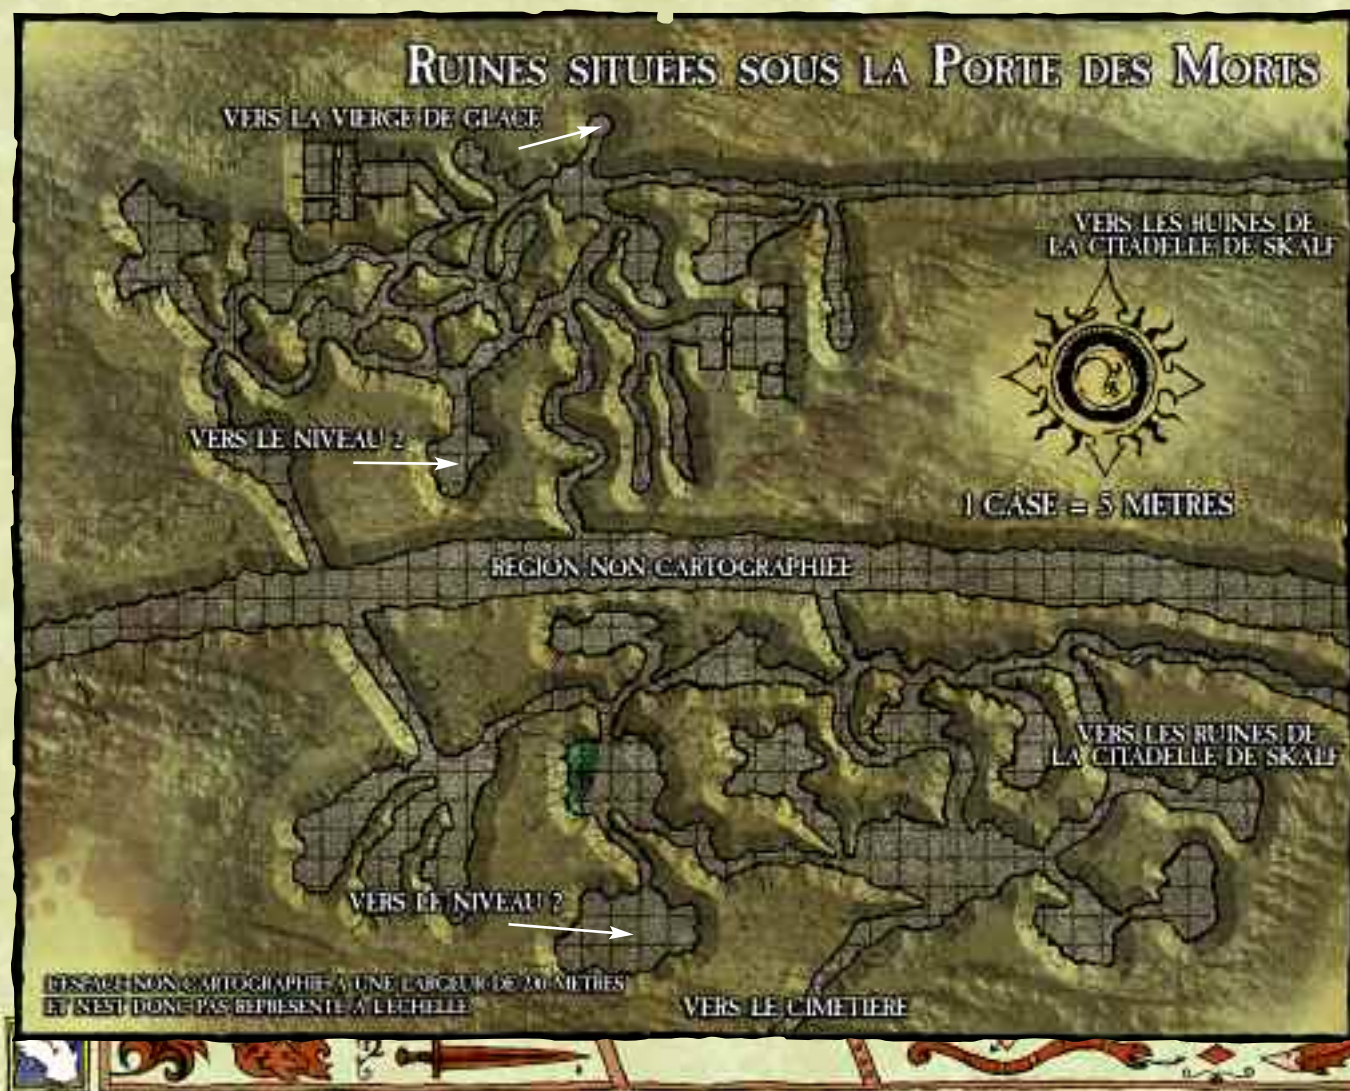 RUINES SITUÉES SOUS LA PORTE DES MORTS
VERS LA VIERGE DE GLACE
VERS LES RUINES DE
LA CITADELLE DE SKALF
VERS LE NIVEAU 2
1 CASE = 5 MÈTRES
RÉGION NON CARTOGRAPHIÉE
VERS LES RUINES DE
LA CITADELLE DE SKALF
VERS LE NIVEAU 2
L'ESPACE NON CARTOGRAPHIÉ A UNE LARGEUR DE 200 MÈTRES
ET N'EST DONC PAS REPRÉSENTÉ À L'ÉCHELLE
VERS LE CIMETIÈRE